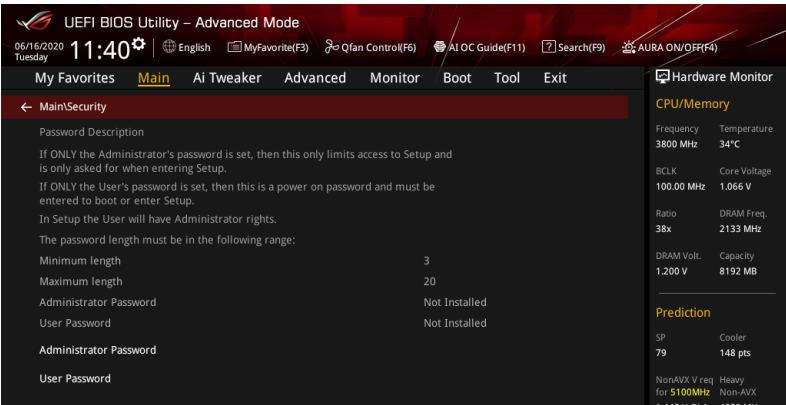 UEFI BIOS Utility – Advanced Mode
06/16/2020 Tuesday 11:40 English MyFavorite(F3) Qfan Control(F6) AI OC Guide(F11) Search(F9) AURA ON/OFF(F4)
My Favorites Main Ai Tweaker Advanced Monitor Boot Tool Exit
Main\Security
Password Description
If ONLY the Administrator's password is set, then this only limits access to Setup and
is only asked for when entering Setup.
If ONLY the User's password is set, then this is a power on password and must be
entered to boot or enter Setup.
In Setup the User will have Administrator rights.
The password length must be in the following range:
Minimum length 3
Maximum length 20
Administrator Password Not Installed
User Password Not Installed
Administrator Password
User Password
Hardware Monitor
CPU/Memory
Frequency Temperature
3800 MHz 34°C
BCLK Core Voltage
100.00 MHz 1.066 V
Ratio DRAM Freq.
38x 2133 MHz
DRAM Volt. Capacity
1.200 V 8192 MB
Prediction
SP Cooler
79 148 pts
NonAVX V req Heavy
for 5100MHz Non-AVX